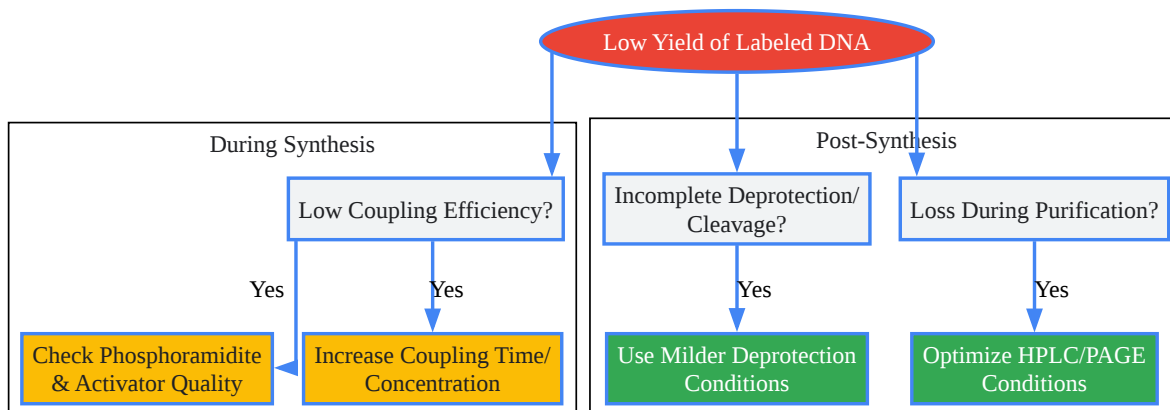 Low Yield of Labeled DNA
During Synthesis
Post-Synthesis
Low Coupling Efficiency?
Incomplete Deprotection/
Cleavage?
Loss During Purification?
Yes
Yes
Yes
Yes
Check Phosphoramidite
& Activator Quality
Increase Coupling Time/
Concentration
Use Milder Deprotection
Conditions
Optimize HPLC/PAGE
Conditions